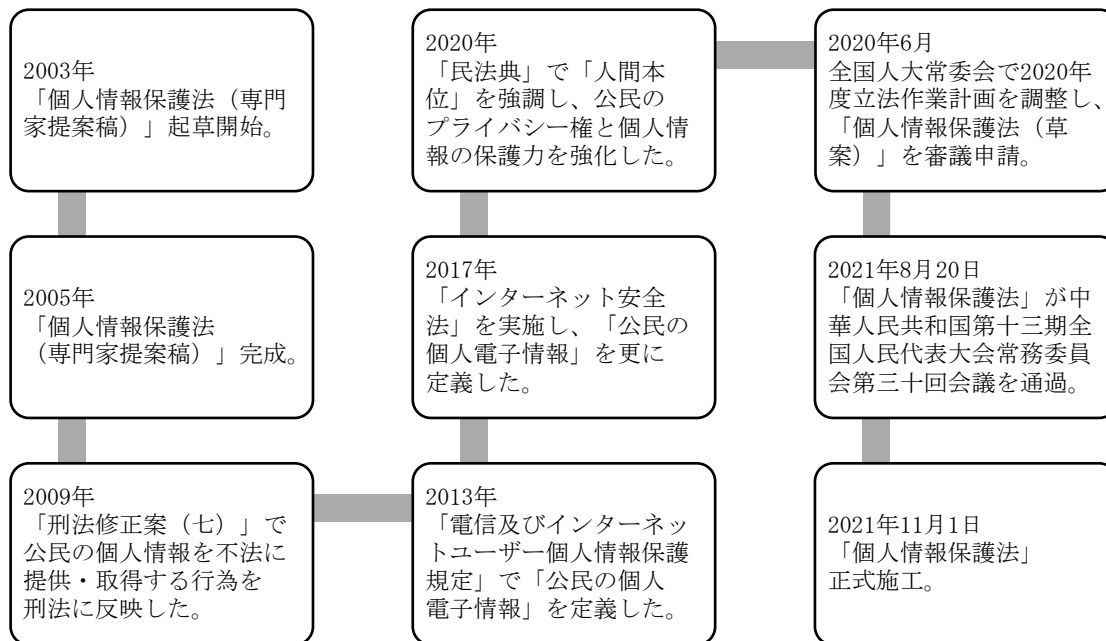 2003年
「個人情報保護法（専門
家提案稿）」起草開始。
2005年
「個人情報保護法
（専門家提案稿）」完成。
2009年
「刑法修正案（七）」で
公民の個人情報を不法に
提供・取得する行為を
刑法に反映した。
2013年
「電信及びインターネッ
トユーザー個人情報保護
規定」で「公民の個人
電子情報」を定義した。
2017年
「インターネット安全
法」を実施し、「公民の
個人電子情報」を更に
定義した。
2020年
「民法典」で「人間本
位」を強調し、公民の
プライバシー権と個人情
報の保護力を強化した。
2020年6月
全国人大常委会で2020年
度立法作業計画を調整し、
「個人情報保護法（草
案）」を審議申請。
2021年8月20日
「個人情報保護法」が中
華人民共和国第十三期全
国人民代表大会常務委員
会第三十回会議を通過。
2021年11月1日
「個人情報保護法」
正式施工。